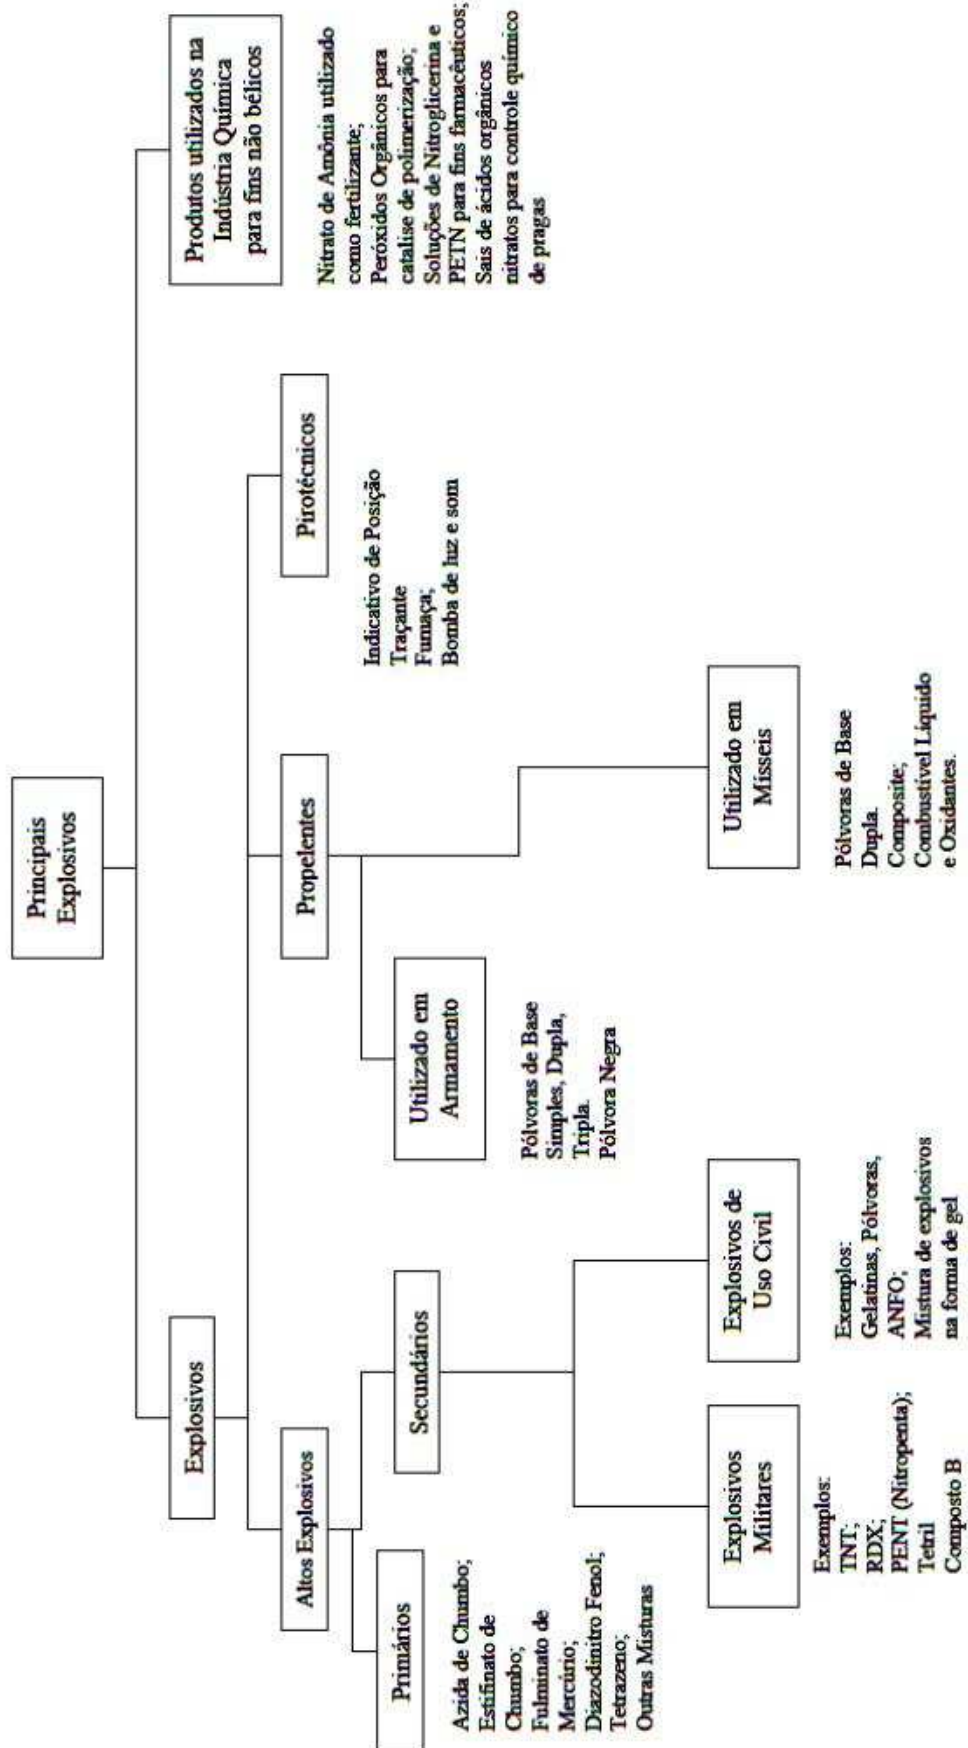 Principais
Explosivos
Explosivos
Produtos utilizados na
Indústria Química
para fins não bélicos
Nitrato de Amônia utilizado
como fertilizante;
Peróxidos Orgânicos para
catalise de polimerização;
Soluções de Nitroglicerina e
PETN para fins farmacêuticos;
Sais de ácidos orgânicos
nitratos para controle químico
de pragas
Altos Explosivos
Propelentes
Pirotécnicos
Indicativo de Posição
Traçante
Fumaça;
Bomba de luz e som
Primários
Azida de Chumbo;
Estifinato de
Chumbo;
Fulminato de
Mercúrio;
Diazodinitro Fenol;
Tetrazeno;
Outras Misturas
Secundários
Utilizado em
Armamento
Pólvoras de Base
Simples, Dupla,
Tripla.
Pólvora Negra
Explosivos
Militares
Exemplos:
TNT;
RDX;
PENT (Nitropenta);
Tetril
Composto B
Explosivos de
Uso Civil
Exemplos:
Gelatinas, Pólvoras,
ANFO;
Mistura de explosivos
na forma de gel
Utilizado em
Mísseis
Pólvoras de Base
Dupla.
Composite;
Combustível Líquido
e Oxidantes.